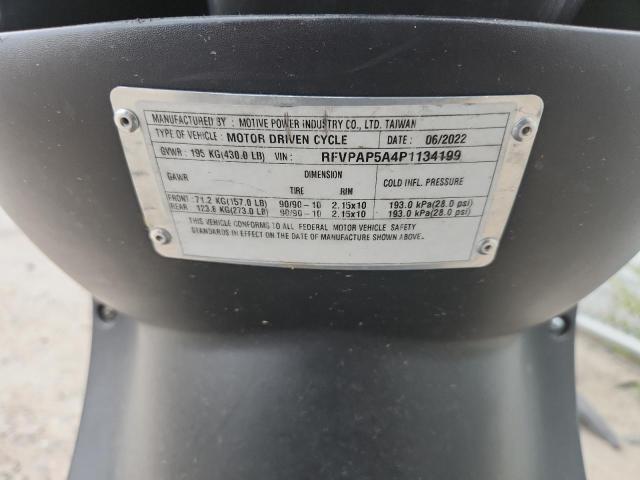 MANUFACTURED BY : MOTIVE POWER INDUSTRY CO., LTD. TAIWAN
TYPE OF VEHICLE : MOTOR DRIVEN CYCLE DATE : 06/2022
GVWR : 195 KG(430.0 LB) VIN : RFVPAP5A4P1134199
GAWR DIMENSION COLD INFL. PRESSURE
TIRE RIM
FRONT : 71.2 KG(157.0 LB) 90/90-10 2.15x10 193.0 kPa(28.0 psi)
REAR : 123.8 KG(273.0 LB) 90/90-10 2.15x10 193.0 kPa(28.0 psi)
THIS VEHICLE CONFORMS TO ALL FEDERAL MOTOR VEHICLE SAFETY
STANDARDS IN EFFECT ON THE DATE OF MANUFACTURE SHOWN ABOVE.